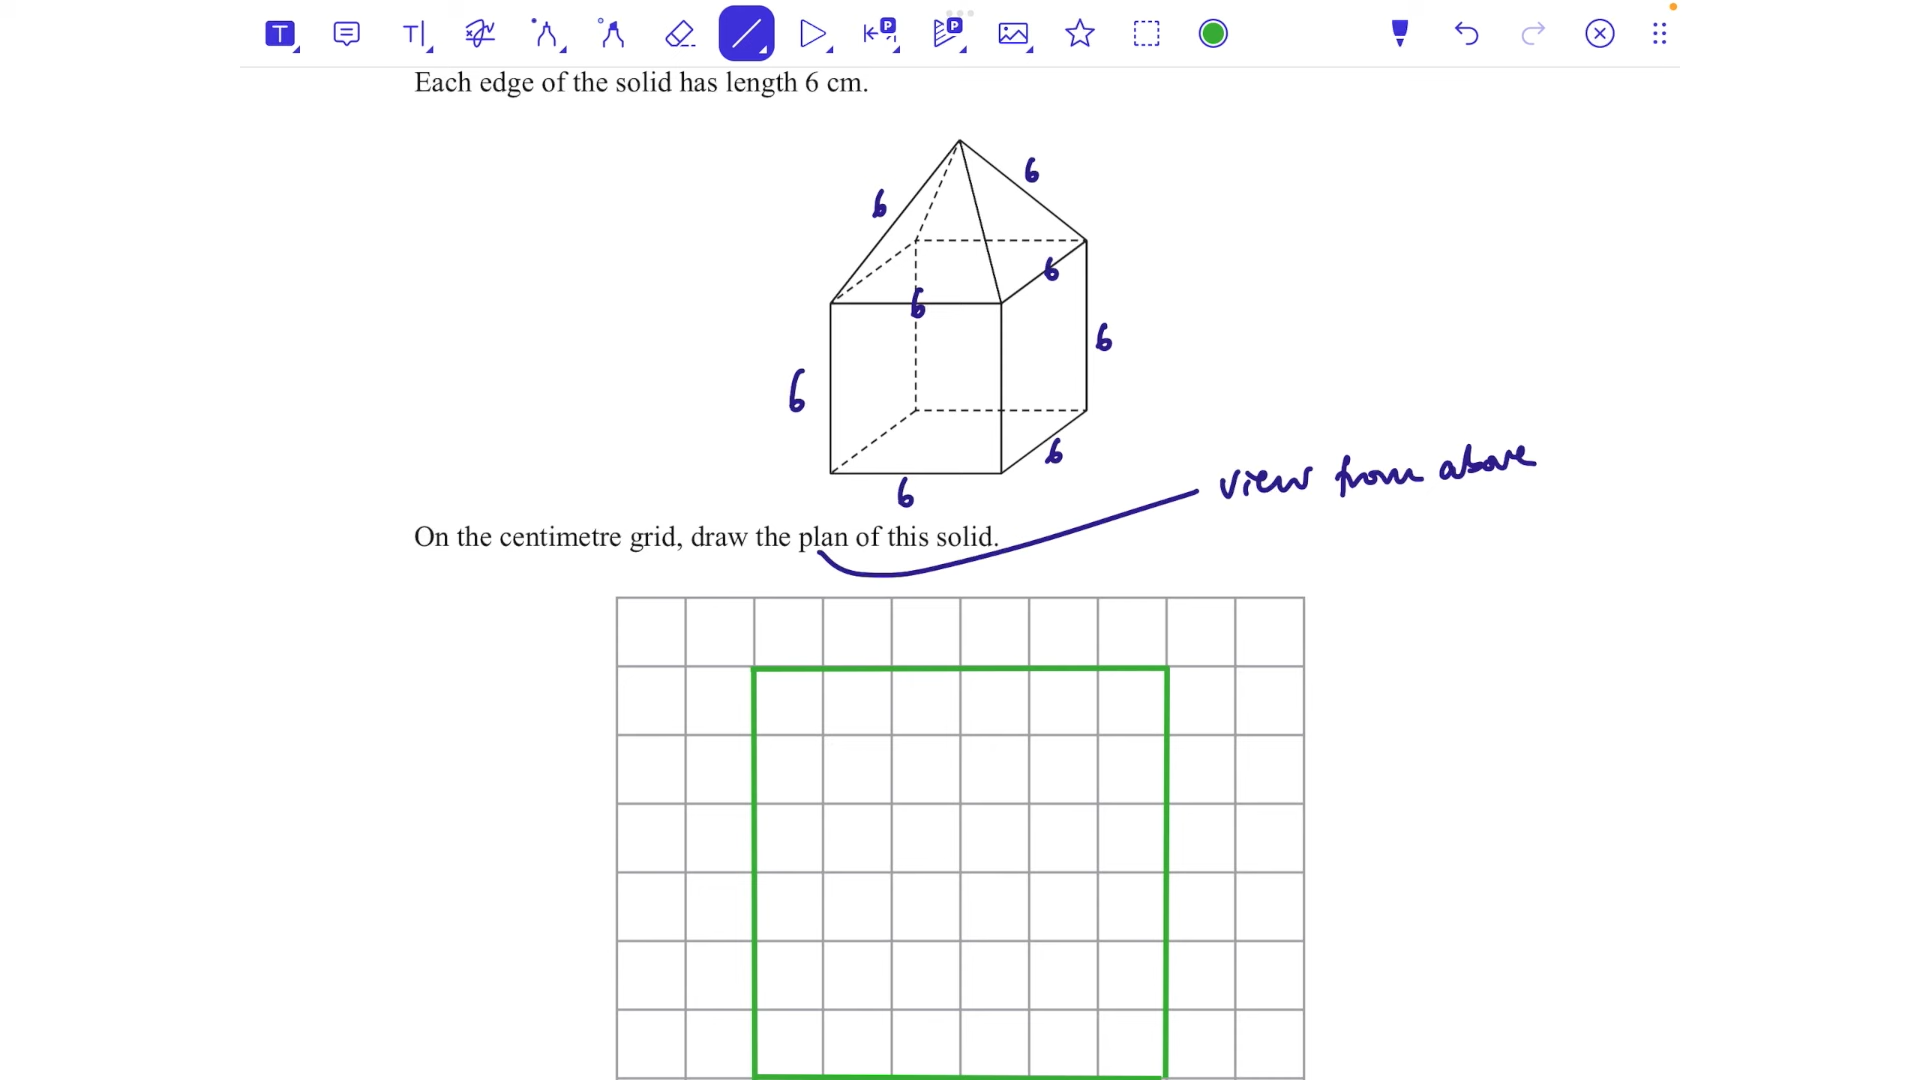 T T| P P
Each edge of the solid has length 6 cm.
6
6
6
6
6
6
6
6
view from above
On the centimetre grid, draw the plan of this solid.